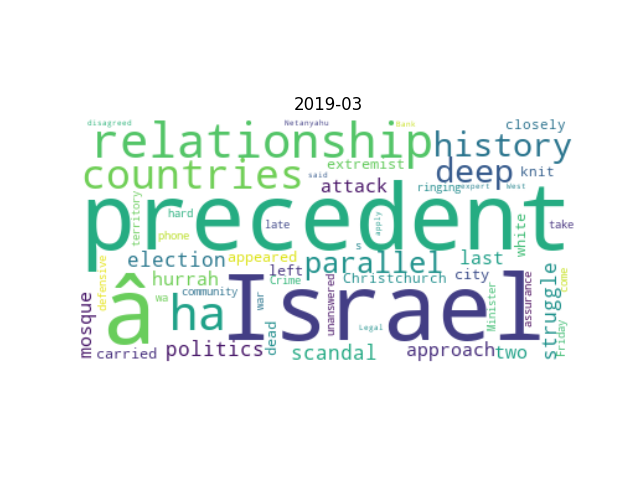 2019-03
disagreed Netanyahu Bank closely
relationship history
countries extremist deep knit
said attack ringing expert West
precedent
territory hard phone late apply s white take
election appeared parallel last
defensive hurrah left Christchurch city
wa community Crime war unanswered Minister assurance come
â ha Israel
mosque dead Legal struggle Friday
carried politics scandal approach two